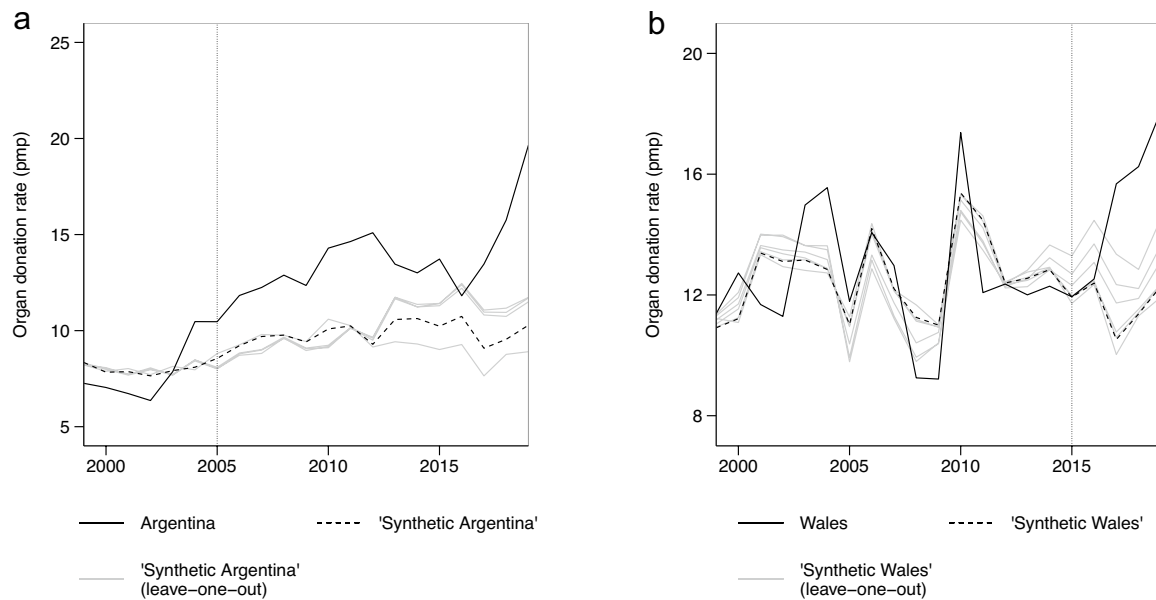 a
Organ donation rate (pmp)
25
20
15
10
5
2000 2005 2010 2015
Argentina 'Synthetic Argentina'
'Synthetic Argentina'
(leave−one−out)
b
Organ donation rate (pmp)
20
16
12
8
2000 2005 2010 2015
Wales 'Synthetic Wales'
'Synthetic Wales'
(leave−one−out)